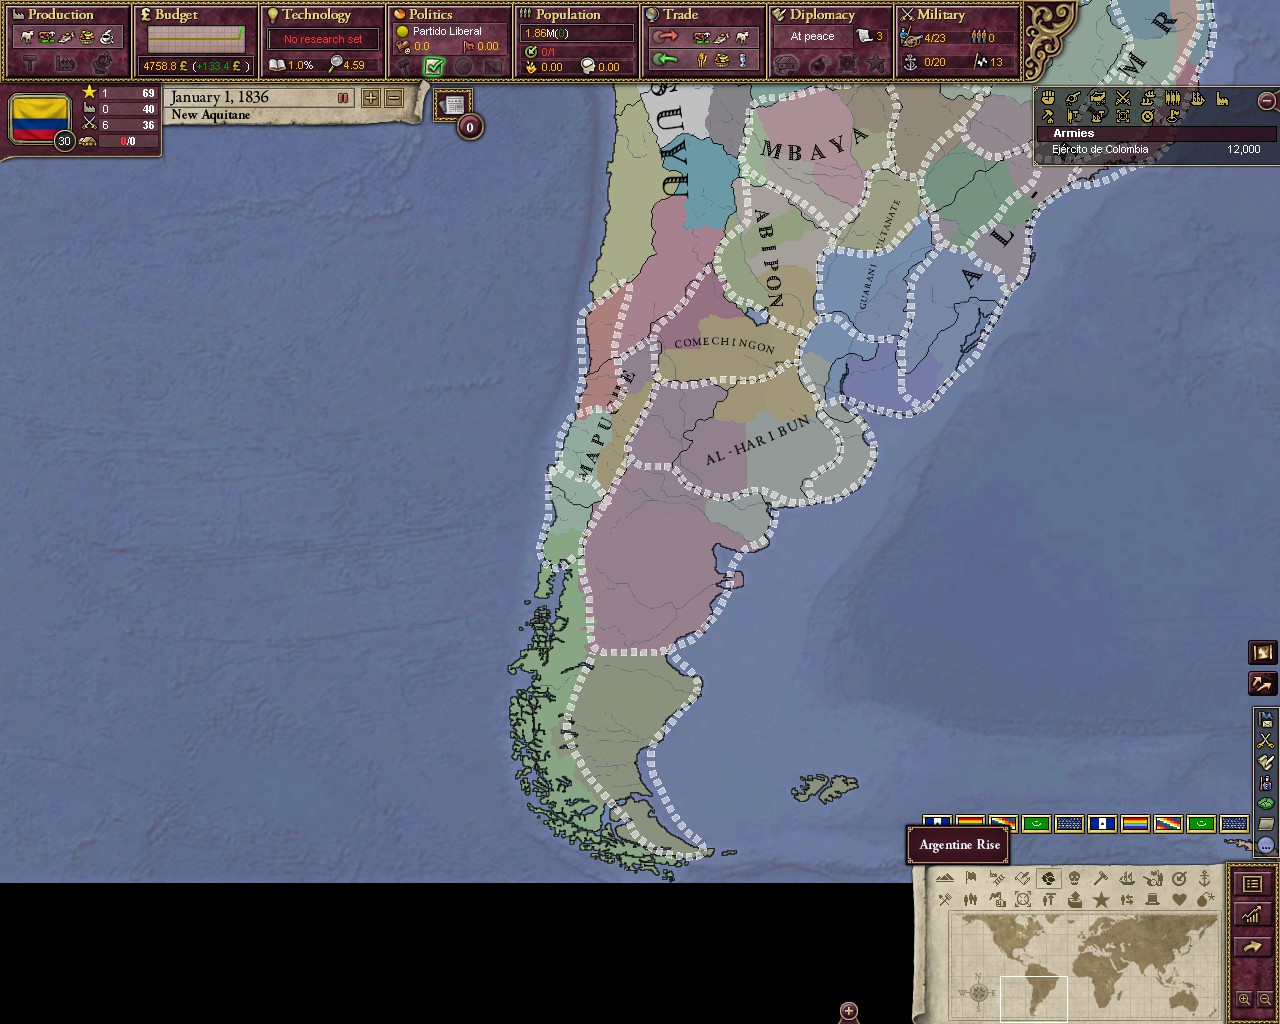 Production
Budget
Technology
Politics
Population
Trade
Diplomacy
Military
4758.8 £ (+133.4 £ )
No research set
1.0%
4.59
Partido Liberal
0.0
0.00
1.86M(0)
0/1
0.00
0.00
At peace
3
4/23
0
0/20
13
1 69
0 40
6 36
30
0/0
January 1, 1836
New Aquitane
0
Armies
Ejército de Colombia 12,000
MBAYA
ABIPON
GUARANI SULTANATE
COMECHINGON
MAPUCHE
AL-HARIBUN
Argentine Rise
N
W E
S